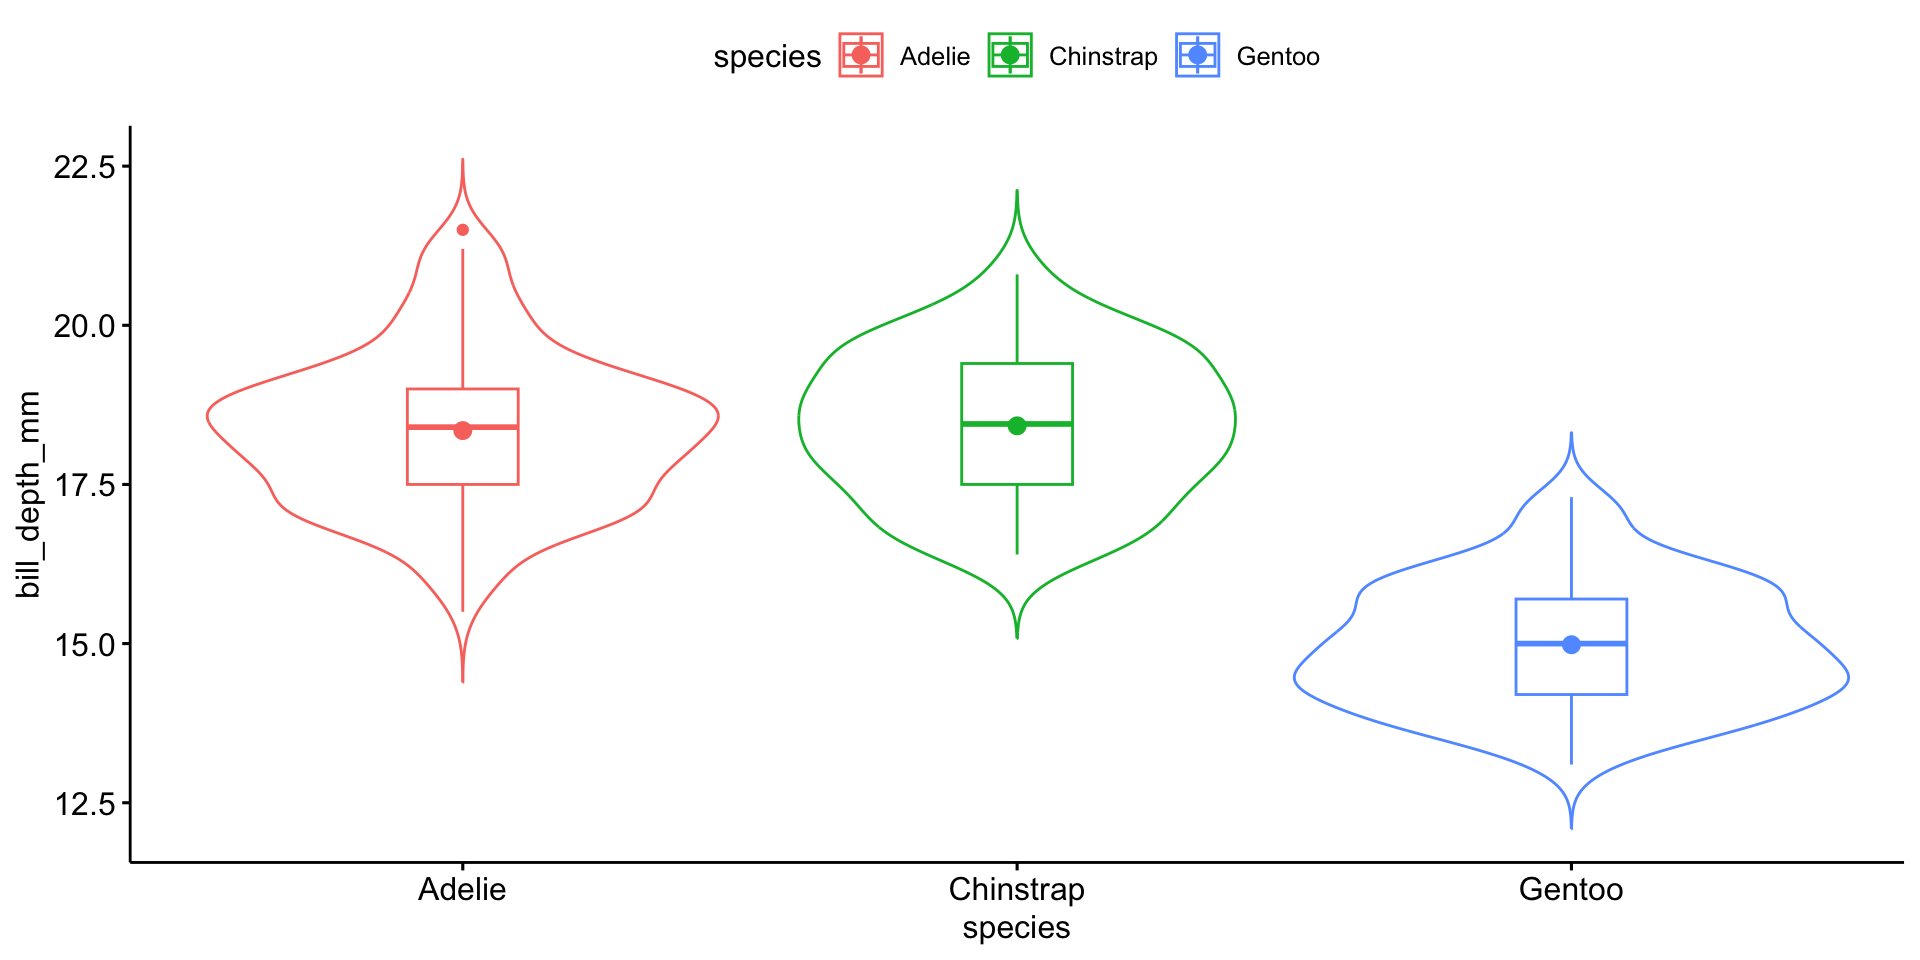 species Adelie Chinstrap Gentoo
bill_depth_mm
22.5
20.0
17.5
15.0
12.5
Adelie Chinstrap Gentoo
species